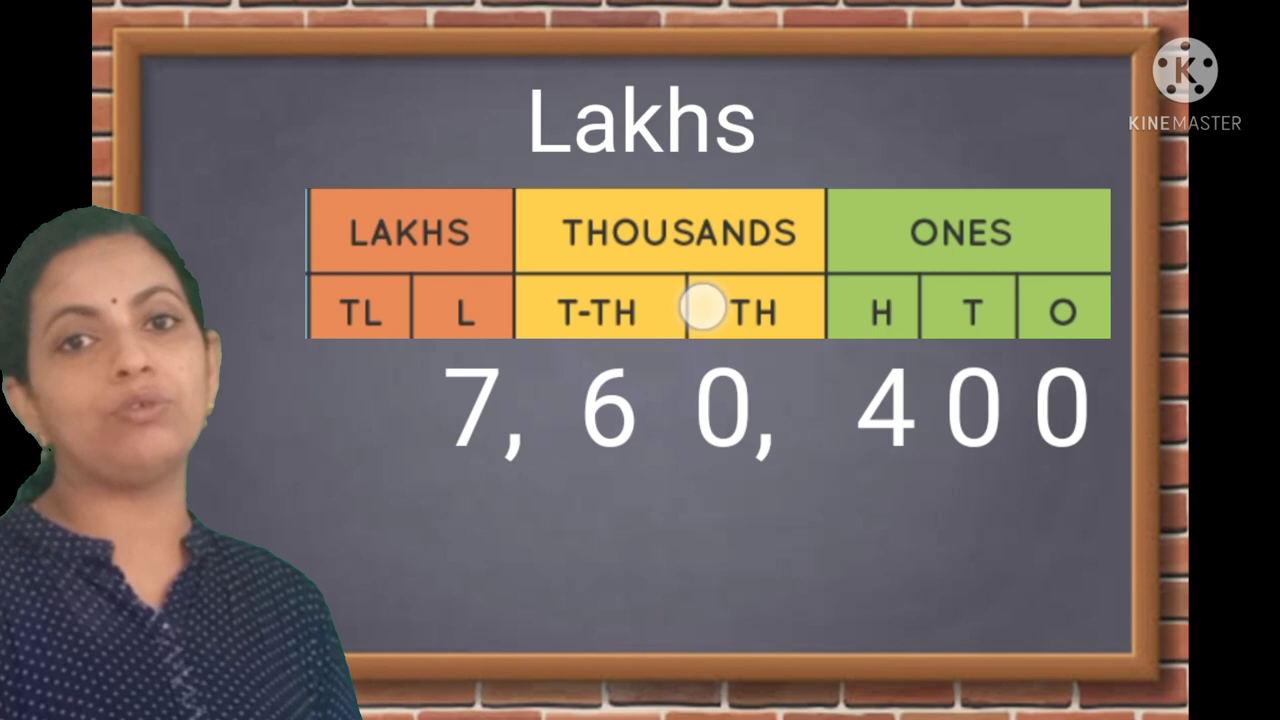 Lakhs
LAKHS THOUSANDS ONES
TL L T-TH TH H T O
7, 6 0, 4 0 0
K
KINEMASTER